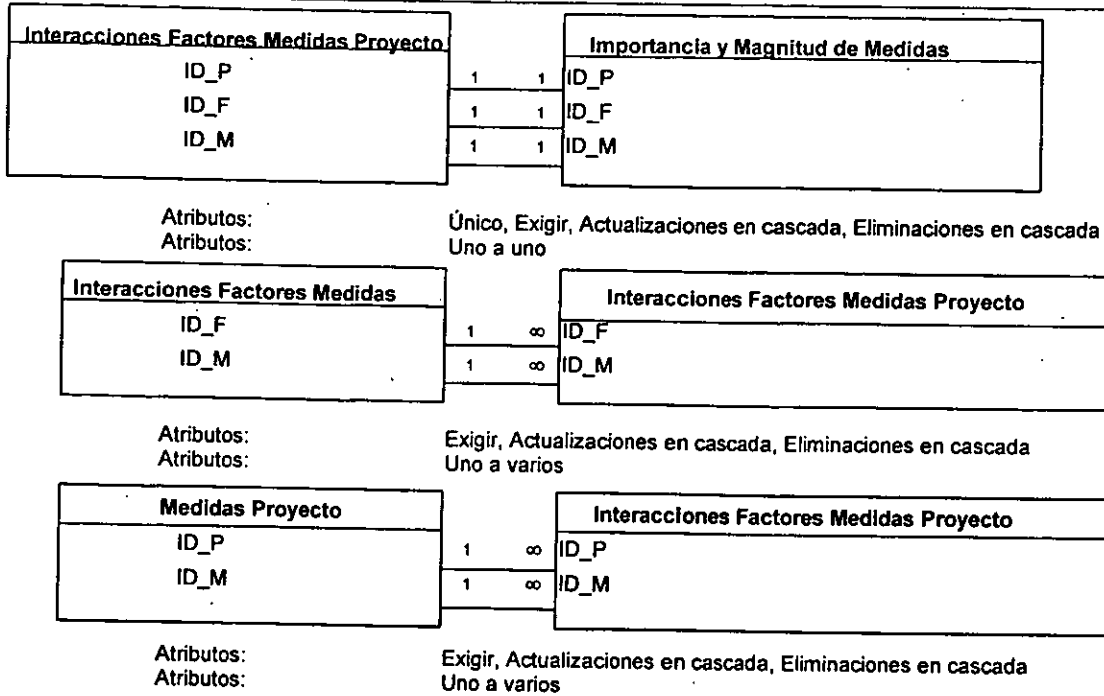 Interacciones Factores Medidas Proyecto
Importancia y Magnitud de Medidas
ID_P 1 1 ID_P
ID_F 1 1 ID_F
ID_M 1 1 ID_M
Atributos: Único, Exigir, Actualizaciones en cascada, Eliminaciones en cascada
Atributos: Uno a uno
Interacciones Factores Medidas
Interacciones Factores Medidas Proyecto
ID_F 1 ∞ ID_F
ID_M 1 ∞ ID_M
Atributos: Exigir, Actualizaciones en cascada, Eliminaciones en cascada
Atributos: Uno a varios
Medidas Proyecto
Interacciones Factores Medidas Proyecto
ID_P 1 ∞ ID_P
ID_M 1 ∞ ID_M
Atributos: Exigir, Actualizaciones en cascada, Eliminaciones en cascada
Atributos: Uno a varios